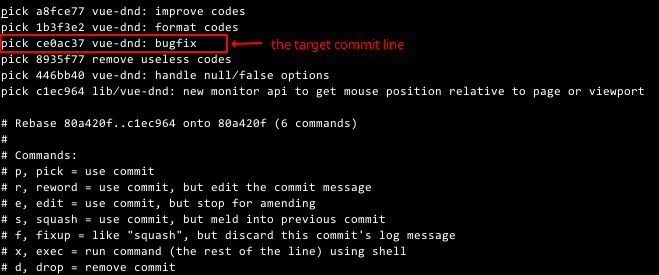 pick a8fce77 vue-dnd: improve codes
pick 1b3f3e2 vue-dnd: format codes
pick ce0ac37 vue-dnd: bugfix the target commit line
pick 8935f77 remove useless codes
pick 446bb40 vue-dnd: handle null/false options
pick c1ec964 lib/vue-dnd: new monitor api to get mouse position relative to page or viewport
# Rebase 80a420f..c1ec964 onto 80a420f (6 commands)
#
# Commands:
# p, pick = use commit
# r, reword = use commit, but edit the commit message
# e, edit = use commit, but stop for amending
# s, squash = use commit, but meld into previous commit
# f, fixup = like "squash", but discard this commit's log message
# x, exec = run command (the rest of the line) using shell
# d, drop = remove commit